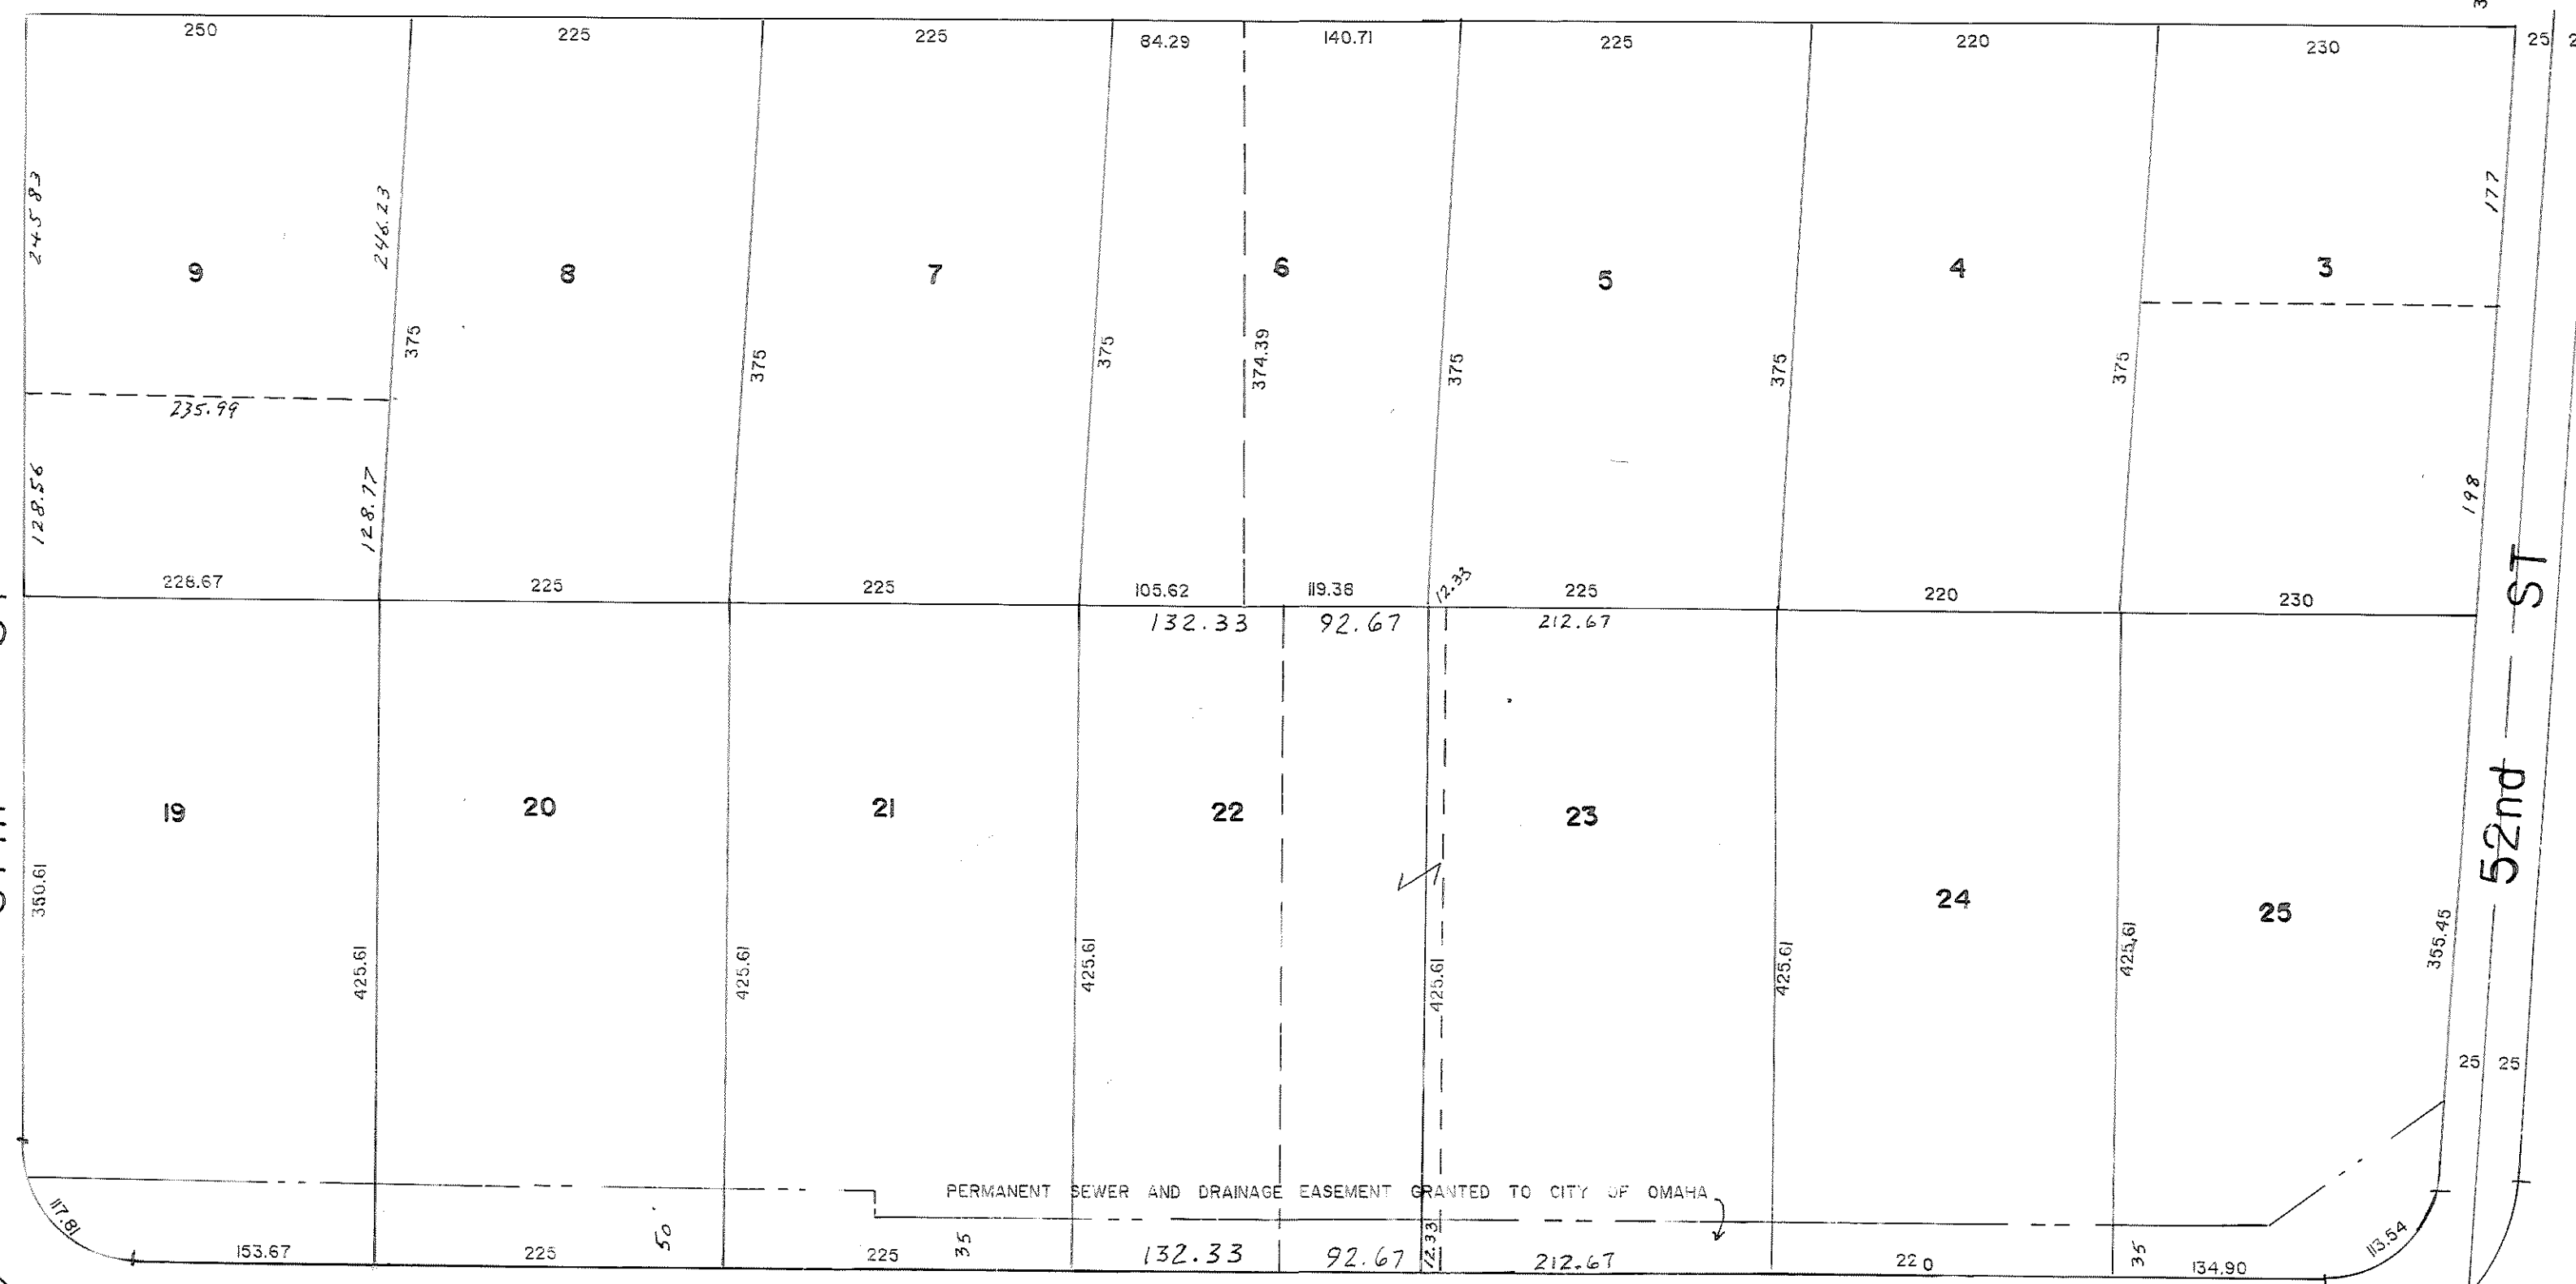 250 225 225 84.29 140.71 225 220 230 25
245 83 246.23 177
9 8 7 6 5 4 3
375 375 375 374.39 375 375 375
235.99
128.56 128.77 198
228.67 225 225 105.62 119.38 12.33 225 220 230
132.33 92.67 212.67
52nd ST
19 20 21 22 23 24 25
350.61 425.61 425.61 425.61 425.61 425.61 425.61 355.45
25 25
PERMANENT SEWER AND DRAINAGE EASEMENT GRANTED TO CITY OF OMAHA
117.81 50' 35 12.33 35 113.54
153.67 225 225 132.33 92.67 212.67 220 134.90